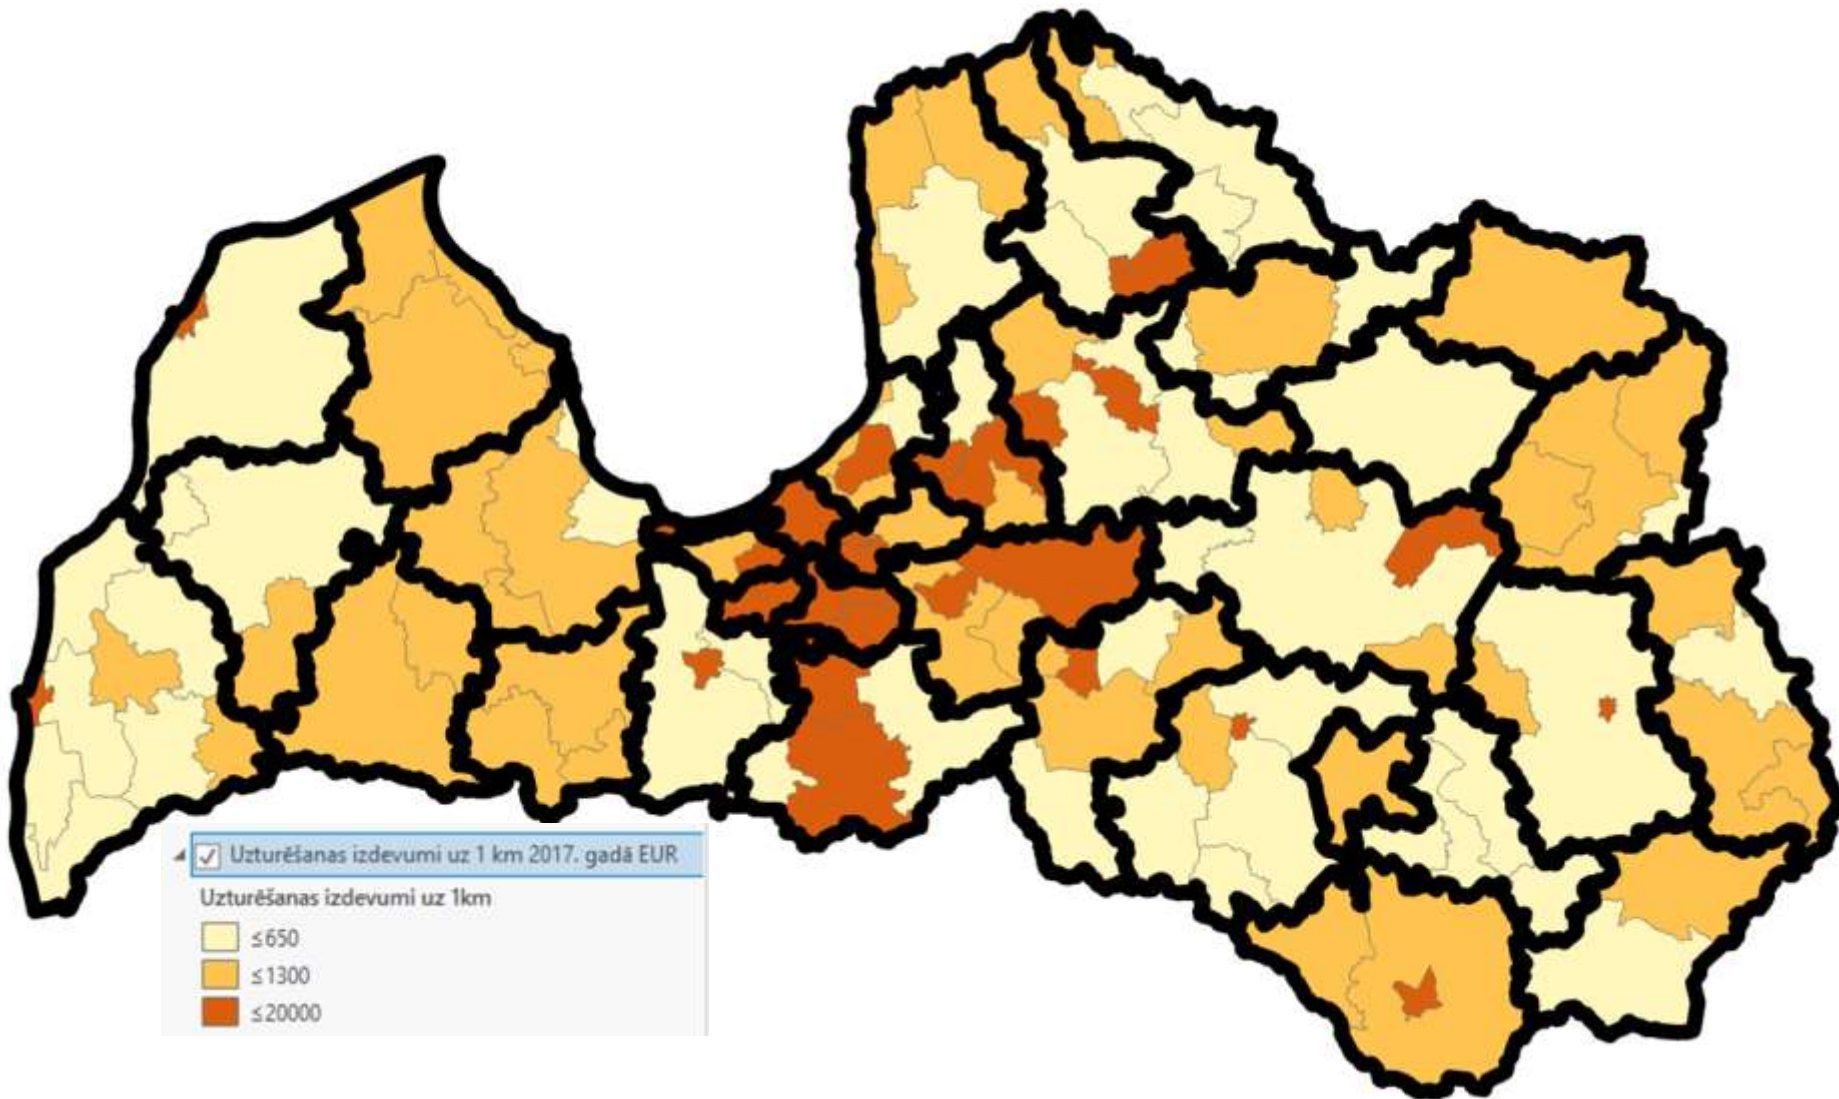 Uzturēšanas izdevumi uz 1 km 2017. gadā EUR
Uzturēšanas izdevumi uz 1km
≤650
≤1300
≤20000